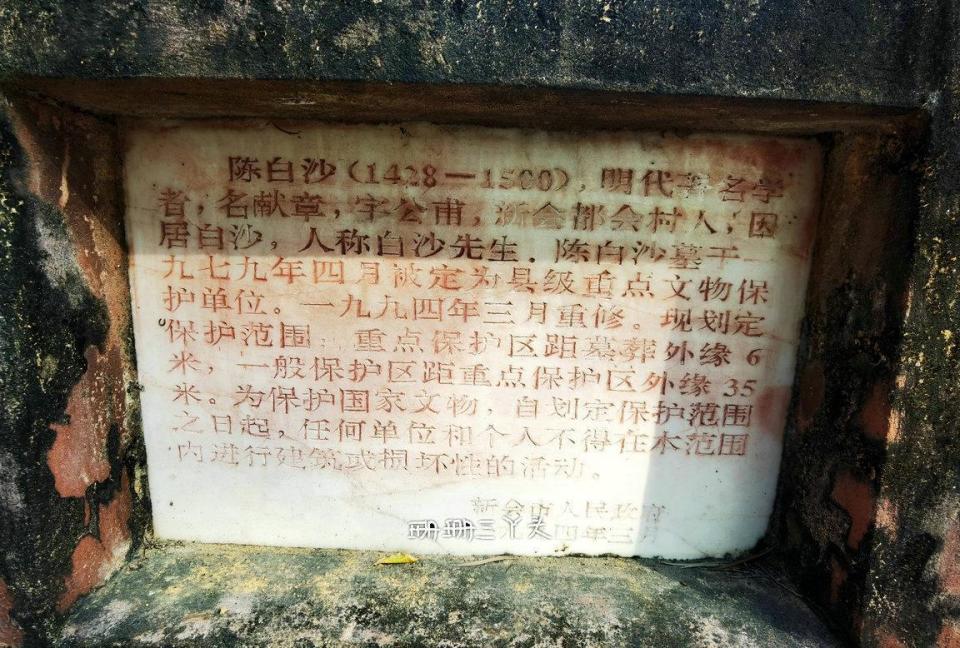 陈白沙（1428—1500），明代著名学
者，名献章，字公甫，新会都会村人，因
居白沙，人称白沙先生．陈白沙墓于一
九七九年四月被定为县级重点文物保
护单位。一九九四年三月重修。现划定
保护范围：重点保护区距墓葬外缘6
米，一般保护区距重点保护区外缘35
米。为保护国家文物，自划定保护范围
之日起，任何单位和个人不得在本范围
内进行建筑或损坏性的活动。
新会市人民政府
四年三月